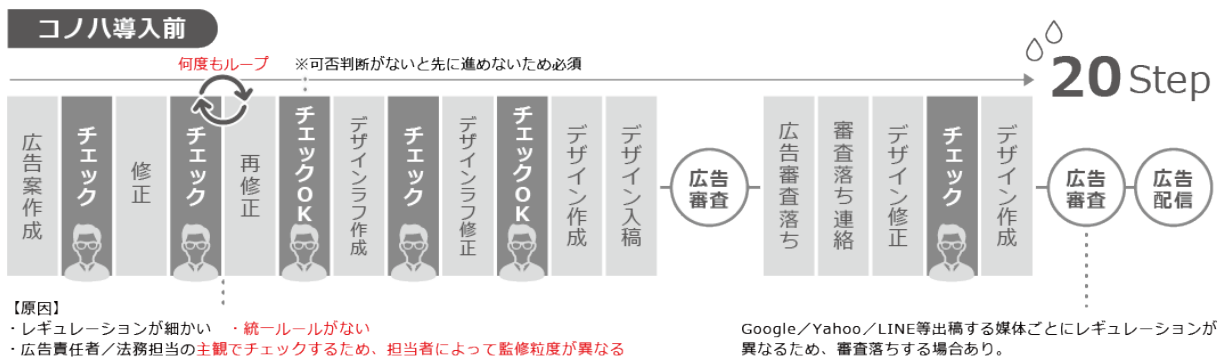 コノハ導入前
何度もループ ※可否判断がないと先に進めないため必須
20 Step
広告案作成
チェック
修正
チェック
再修正
チェックOK
デザインラフ作成
チェック
デザインラフ修正
チェックOK
デザイン作成
デザイン入稿
広告
審査
広告審査落ち
審査落ち連絡
デザイン修正
チェック
デザイン作成
広告
審査
広告
配信
【原因】
・レギュレーションが細かい ・統一ルールがない
・広告責任者／法務担当の主観でチェックするため、担当者によって監修粒度が異なる
Google／Yahoo／LINE等出稿する媒体ごとにレギュレーションが
異なるため、審査落ちする場合あり。